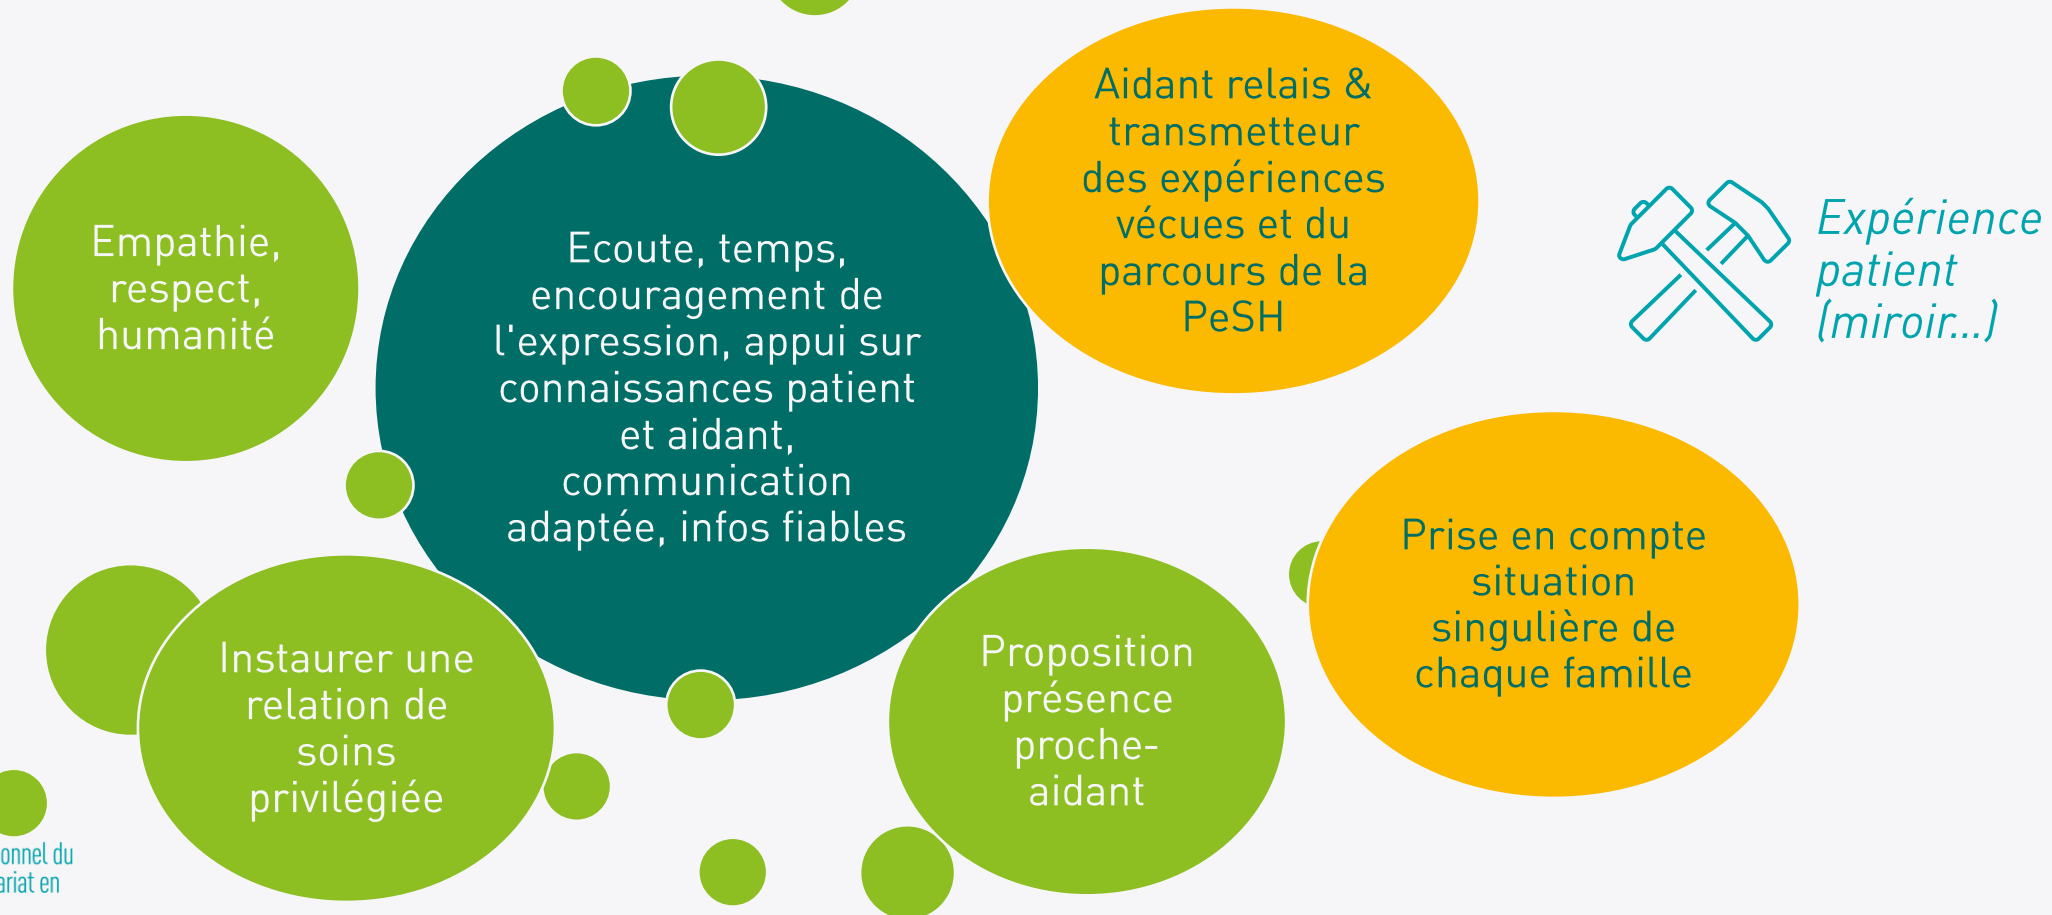 Empathie,
respect,
humanité
Ecoute, temps,
encouragement de
l'expression, appui sur
connaissances patient
et aidant,
communication
adaptée, infos fiables
Aidant relais &
transmetteur
des expériences
vécues et du
parcours de la
PeSH
Expérience
patient
(miroir...)
Instaurer une
relation de
soins
privilégiée
Proposition
présence
proche-
aidant
Prise en compte
situation
singulière de
chaque famille
onnel du
ariat en